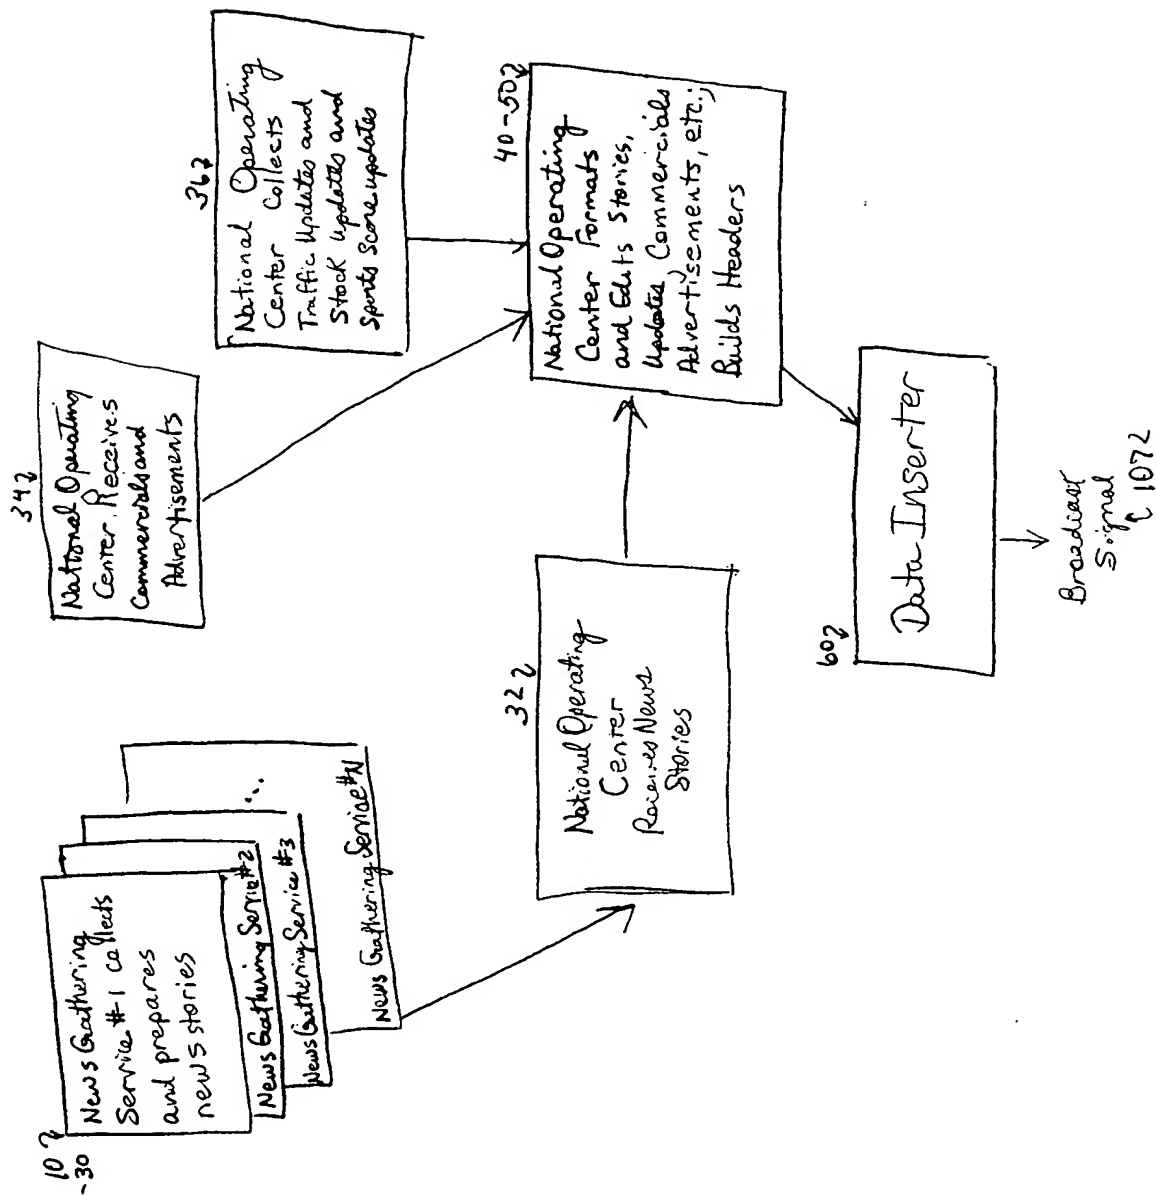 10
-30
News Gathering
Service #1 collects
and prepares
news stories
News Gathering Service #2
News Gathering Service #3
...
News Gathering Service #N
34
National Operating
Center Receives
Commercials and
Advertisements
36
National Operating
Center Collects
Traffic Updates and
Stock updates and
Sports Score updates
32
National Operating
Center
Receives News
Stories
40-50
National Operating
Center Formats
and Edits Stories,
Updates, Commercials
Advertisements, etc.;
Builds Headers
60
Data Inserter
Broadcast
Signal
107